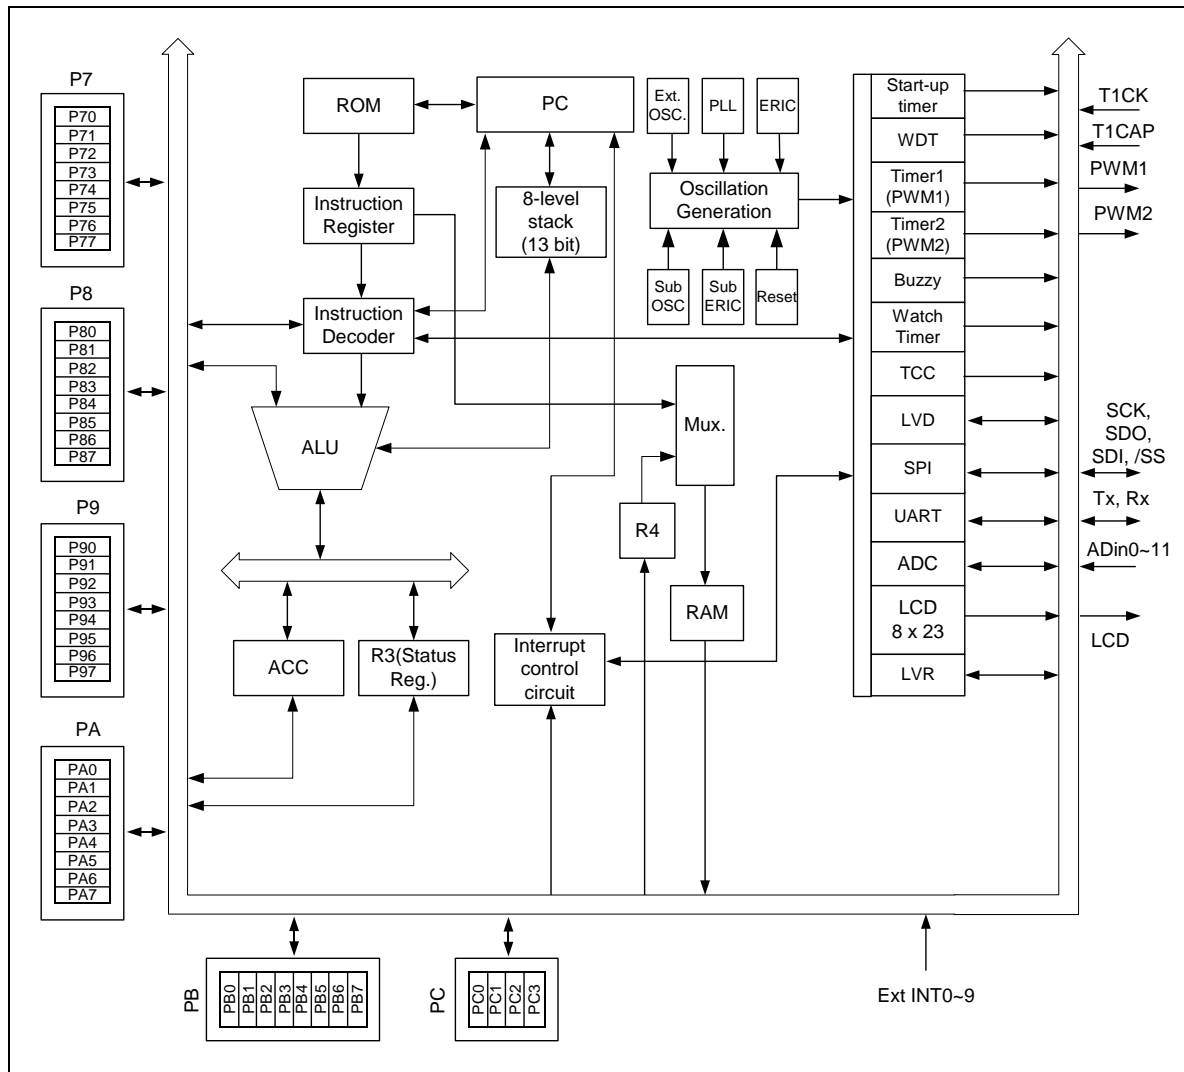 P7
P70
P71
P72
P73
P74
P75
P76
P77
P8
P80
P81
P82
P83
P84
P85
P86
P87
P9
P90
P91
P92
P93
P94
P95
P96
P97
PA
PA0
PA1
PA2
PA3
PA4
PA5
PA6
PA7
ROM
PC
Instruction
Register
8-level
stack
(13 bit)
Instruction
Decoder
ALU
ACC
R3(Status
Reg.)
Ext.
OSC.
PLL
ERIC
Oscillation
Generation
Sub
OSC
Sub
ERIC
Reset
Mux.
R4
RAM
Interrupt
control
circuit
Start-up
timer
WDT
Timer1
(PWM1)
Timer2
(PWM2)
Buzzy
Watch
Timer
TCC
LVD
SPI
UART
ADC
LCD
8 x 23
LVR
T1CK
T1CAP
PWM1
PWM2
SCK,
SDO,
SDI, /SS
Tx, Rx
ADin0~11
LCD
PB
PB0
PB1
PB2
PB3
PB4
PB5
PB6
PB7
PC
PC0
PC1
PC2
PC3
Ext INT0~9